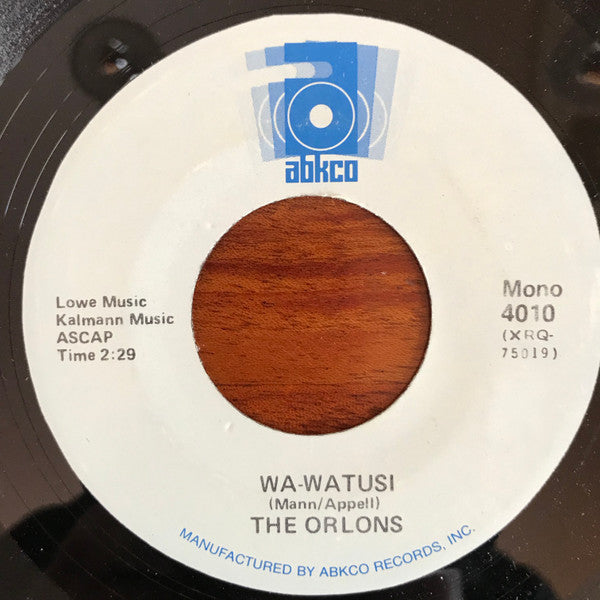 abkco
Lowe Music
Kalmann Music
ASCAP
Time 2:29
Mono
4010
(XRQ-
75019)
WA-WATUSI
(Mann/Appell)
THE ORLONS
MANUFACTURED BY ABKCO RECORDS, INC.